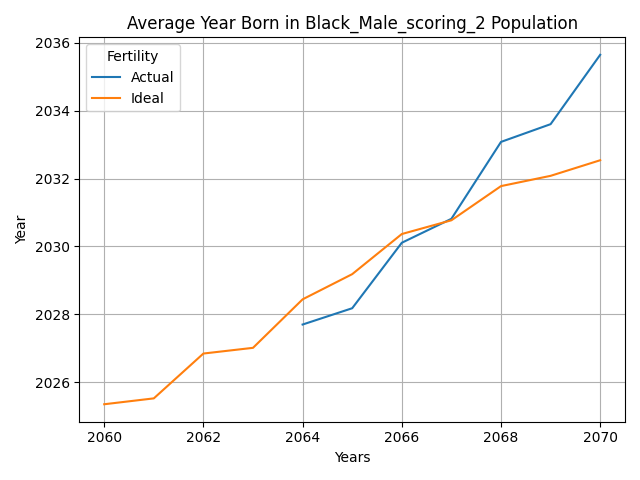 Average Year Born in Black_Male_scoring_2 Population
Fertility
Actual
Ideal
2036
2034
2032
2030
2028
2026
Year
2060 2062 2064 2066 2068 2070
Years